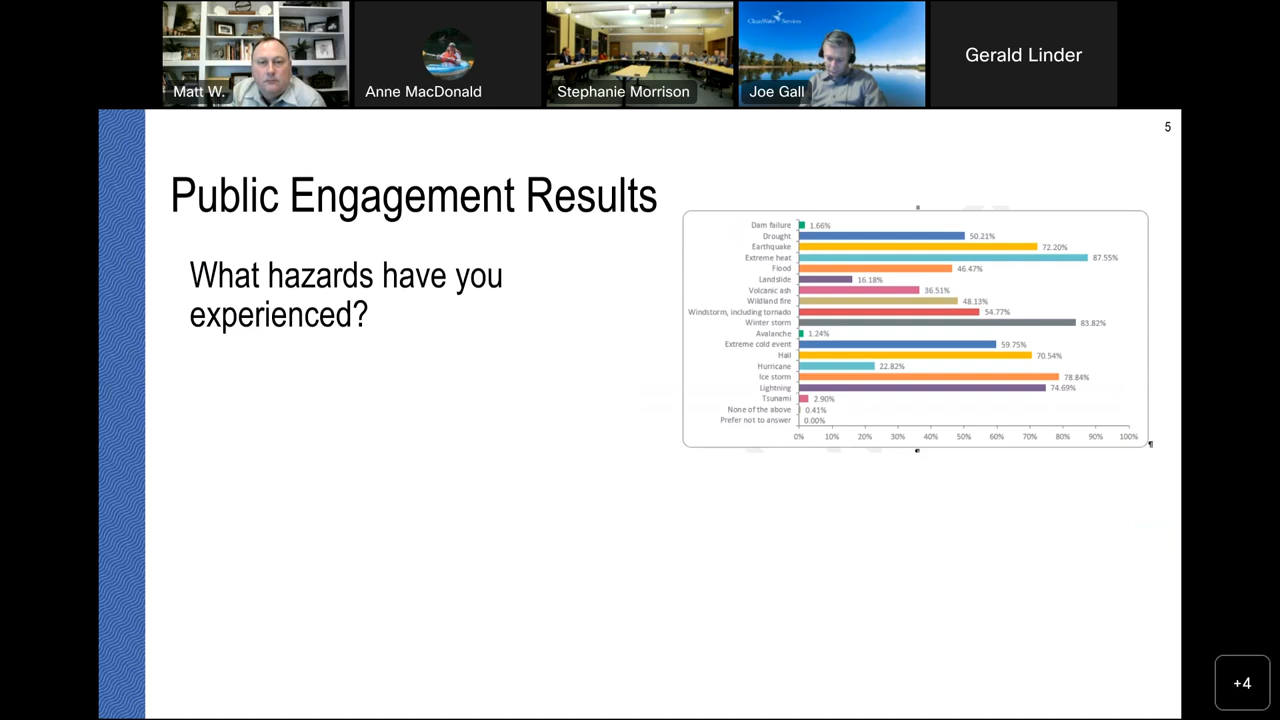 CleanWater Services
Matt W.
Anne MacDonald
Stephanie Morrison
Joe Gall
Gerald Linder
5
Public Engagement Results
What hazards have you
experienced?
Dam failure 1.66%
Drought 50.21%
Earthquake 72.20%
Extreme heat 87.55%
Flood 46.47%
Landslide 16.18%
Volcanic ash 36.51%
Wildland fire 48.13%
Windstorm, including tornado 54.77%
Winter storm 83.82%
Avalanche 1.24%
Extreme cold event 59.75%
Hail 70.54%
Hurricane 22.82%
Ice storm 78.84%
Lightning 74.69%
Tsunami 2.90%
None of the above 0.41%
Prefer not to answer 0.00%
0% 10% 20% 30% 40% 50% 60% 70% 80% 90% 100%
+4